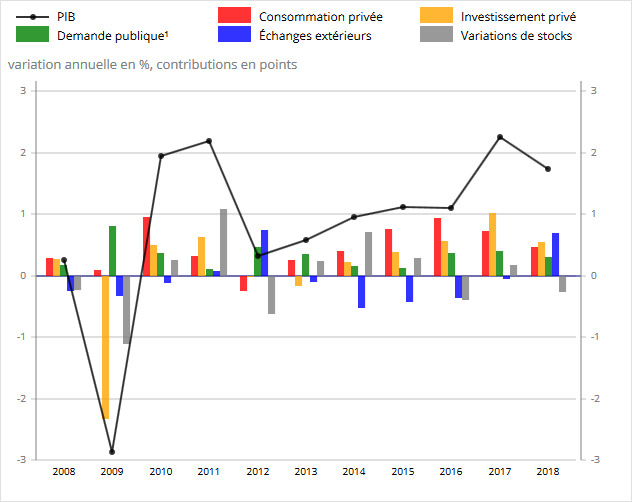 PIB
Consommation privée
Investissement privé
Demande publique¹
Échanges extérieurs
Variations de stocks
variation annuelle en %, contributions en points
3 3
2 2
1 1
0 0
-1 -1
-2 -2
-3 -3
2008 2009 2010 2011 2012 2013 2014 2015 2016 2017 2018